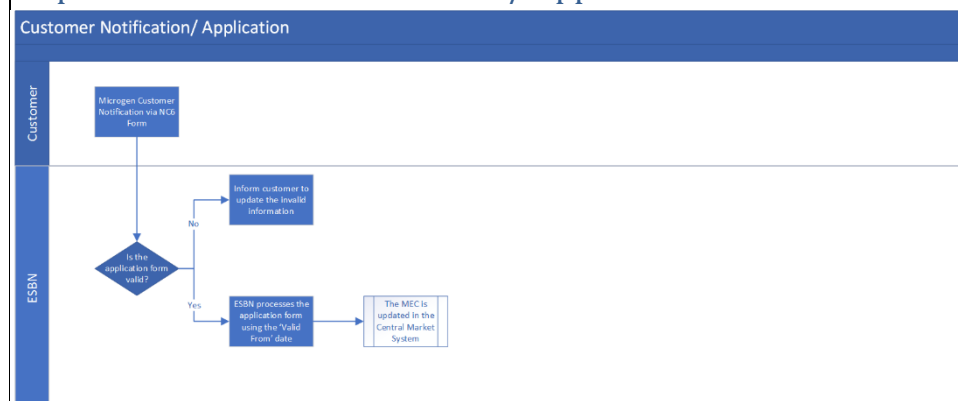 Customer Notification/ Application
Customer
Microgen Customer
Notification via NC6
Form
ESBN
Inform customer to
update the invalid
information
No
Is the
application form
valid?
Yes
ESBN processes the
application form
using the 'Valid
From' date
The MEC is
updated in the
Central Market
System